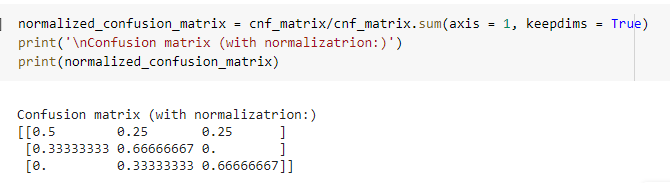 normalized_confusion_matrix = cnf_matrix/cnf_matrix.sum(axis = 1, keepdims = True)
print('\nConfusion matrix (with normalizatrion:)')
print(normalized_confusion_matrix)
Confusion matrix (with normalizatrion:)
[[0.5        0.25       0.25      ]
 [0.33333333 0.66666667 0.        ]
 [0.         0.33333333 0.66666667]]